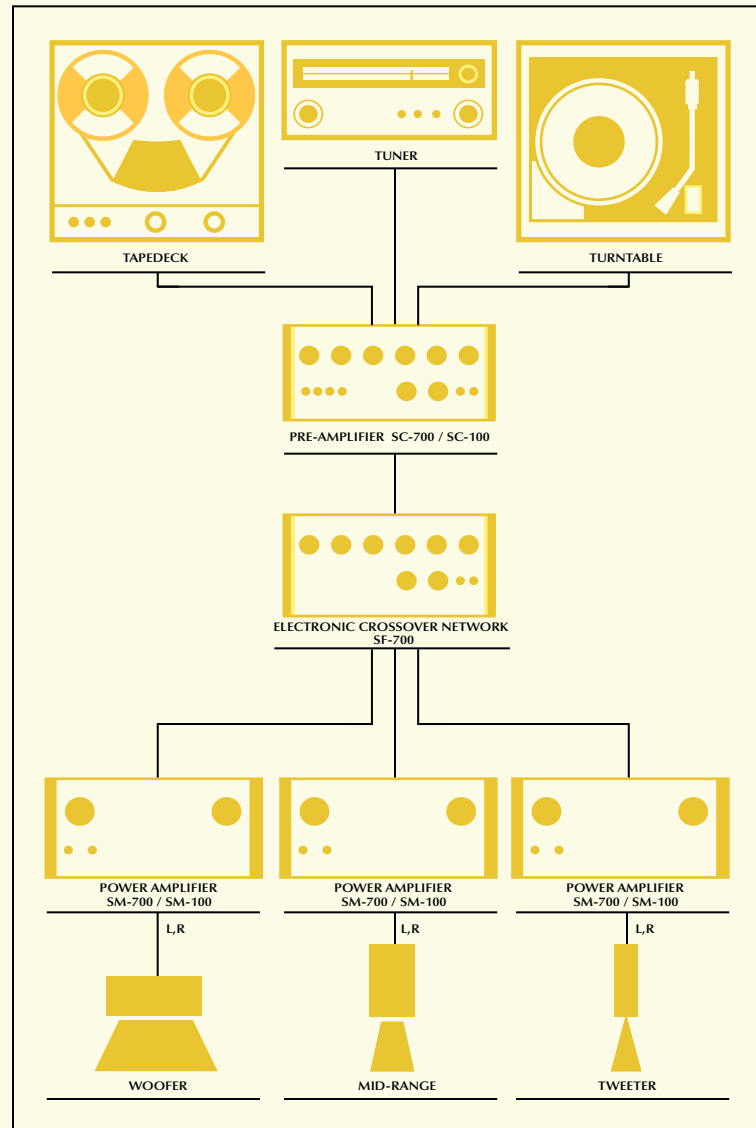 TUNER
TAPEDECK
TURNTABLE
PRE-AMPLIFIER SC-700 / SC-100
ELECTRONIC CROSSOVER NETWORK
SF-700
POWER AMPLIFIER
SM-700 / SM-100
POWER AMPLIFIER
SM-700 / SM-100
POWER AMPLIFIER
SM-700 / SM-100
L,R
L,R
L,R
WOOFER
MID-RANGE
TWEETER